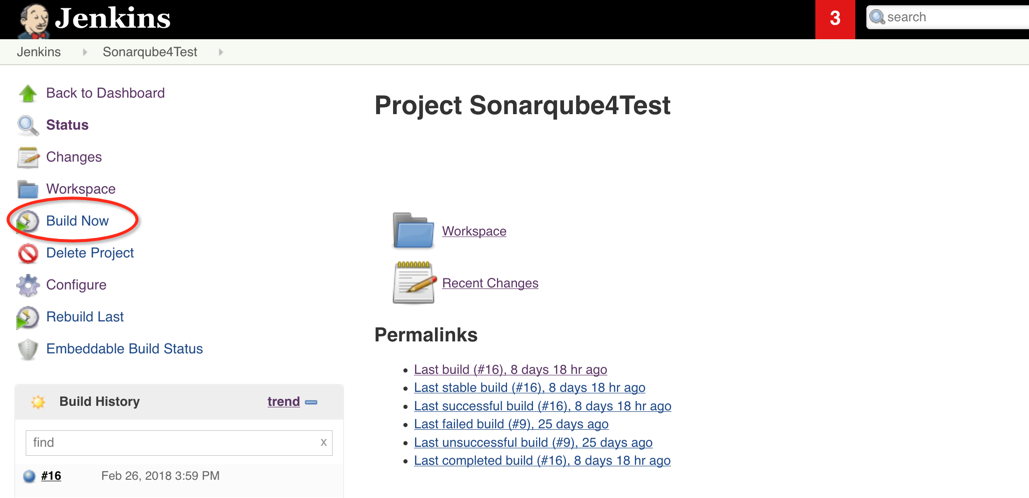 Jenkins
3
search
Jenkins
Sonarqube4Test
Back to Dashboard
Status
Changes
Workspace
Build Now
Delete Project
Configure
Rebuild Last
Embeddable Build Status
Build History
trend
find
x
#16
Feb 26, 2018 3:59 PM
Project Sonarqube4Test
Workspace
Recent Changes
Permalinks
Last build (#16), 8 days 18 hr ago
Last stable build (#16), 8 days 18 hr ago
Last successful build (#16), 8 days 18 hr ago
Last failed build (#9), 25 days ago
Last unsuccessful build (#9), 25 days ago
Last completed build (#16), 8 days 18 hr ago